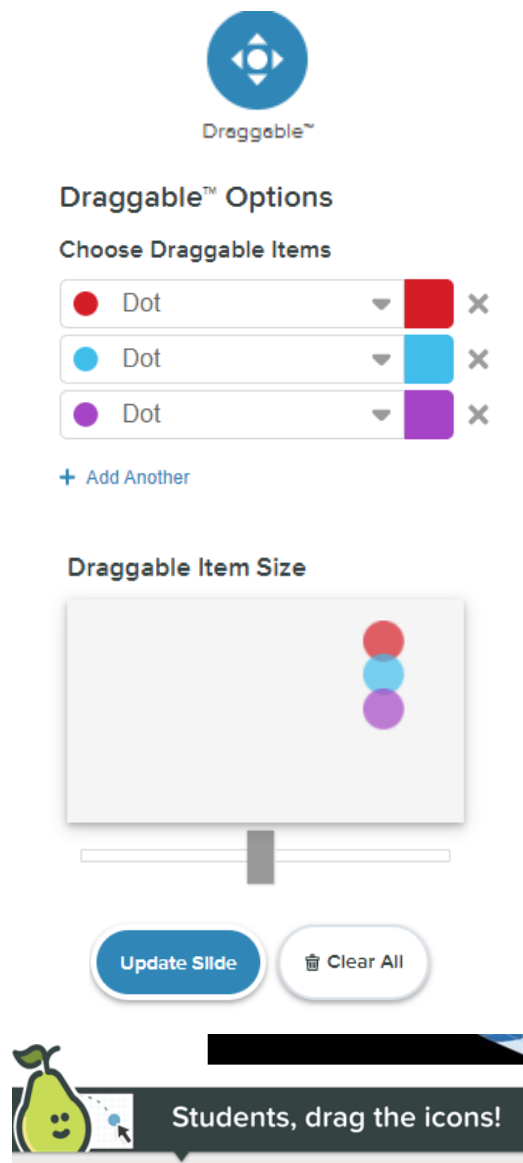 Draggable™
Draggable™ Options
Choose Draggable Items
Dot
Dot
Dot
+ Add Another
Draggable Item Size
Update Slide
Clear All
Students, drag the icons!